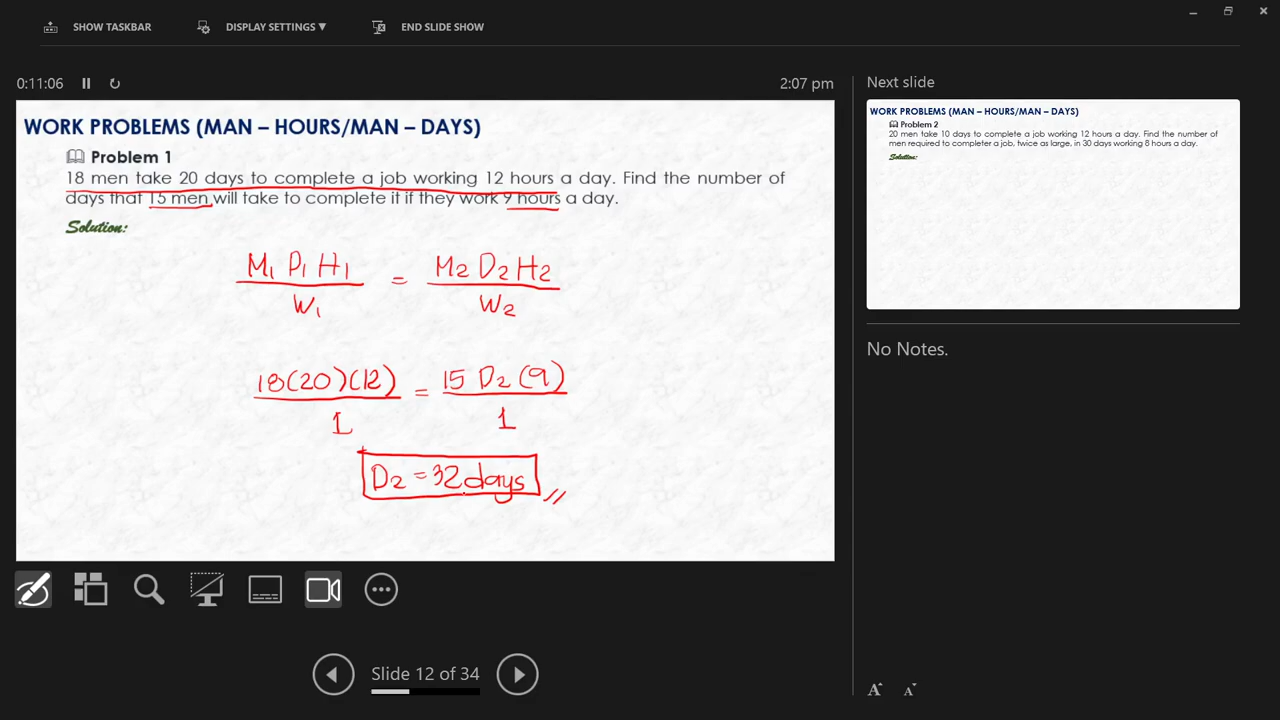 SHOW TASKBAR
DISPLAY SETTINGS ▼
END SLIDE SHOW
0:11:06
2:07 pm
WORK PROBLEMS (MAN – HOURS/MAN – DAYS)
Problem 1
18 men take 20 days to complete a job working 12 hours a day. Find the number of
days that 15 men will take to complete it if they work 9 hours a day.
Solution:
M₁ D₁ H₁ / W₁ = M₂ D₂ H₂ / W₂
18(20)(12) / 1 = 15 D₂ (9) / 1
D₂ = 32 days //
Slide 12 of 34
Next slide
WORK PROBLEMS (MAN – HOURS/MAN – DAYS)
Problem 2
20 men take 10 days to complete a job working 12 hours a day. Find the number of
men required to completer a job, twice as large, in 30 days working 8 hours a day.
Solution:
No Notes.
A A